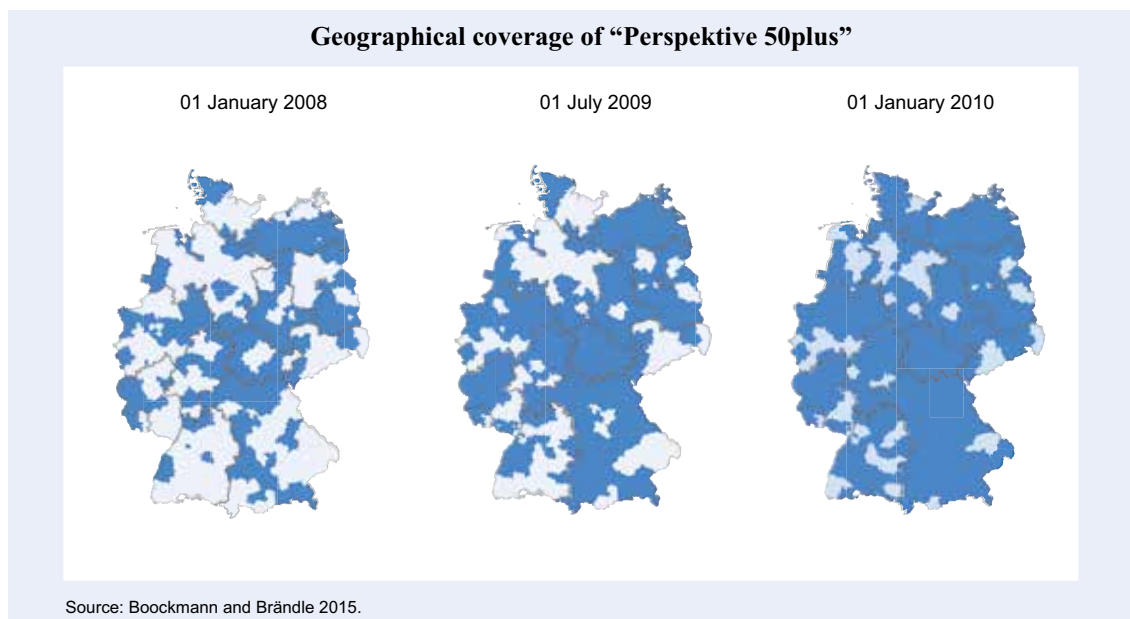 Geographical coverage of “Perspektive 50plus”
01 January 2008
01 July 2009
01 January 2010
Source: Boockmann and Brändle 2015.